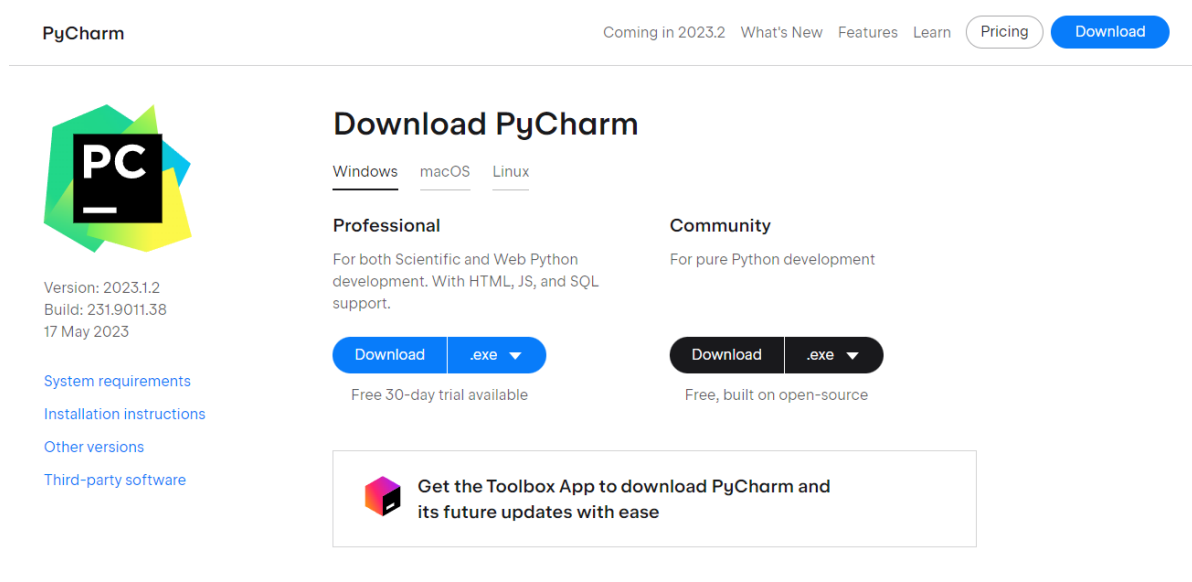 PyCharm
Coming in 2023.2 What's New Features Learn Pricing Download
PC
Download PyCharm
Windows macOS Linux
Professional
For both Scientific and Web Python
development. With HTML, JS, and SQL
support.
Download .exe
Free 30-day trial available
Community
For pure Python development
Download .exe
Free, built on open-source
Version: 2023.1.2
Build: 231.9011.38
17 May 2023
System requirements
Installation instructions
Other versions
Third-party software
Get the Toolbox App to download PyCharm and
its future updates with ease